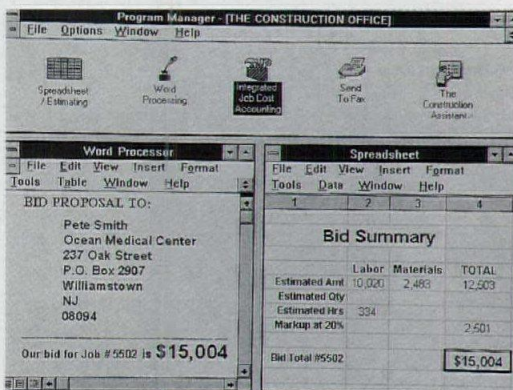 Program Manager - [THE CONSTRUCTION OFFICE]
File Options Window Help
Spreadsheet
/ Estimating
Word
Processing
Integrated
Job Cost
Accounting
Send
To Fax
The
Construction
Assistant
Word Processor
File Edit View Insert Format
Tools Table Window Help
BID PROPOSAL TO:
Pete Smith
Ocean Medical Center
237 Oak Street
P.O. Box 2907
Williamstown
NJ
08094
Our bid for Job #5502 is $15,004
Spreadsheet
File Edit View Insert Format
Tools Data Window Help
1 2 3 4
Bid Summary
Labor Materials TOTAL
Estimated Amt 10,020 2,483 12,503
Estimated Qty
Estimated Hrs 334
Markup at 20% 2,501
Bid Total #5502 $15,004